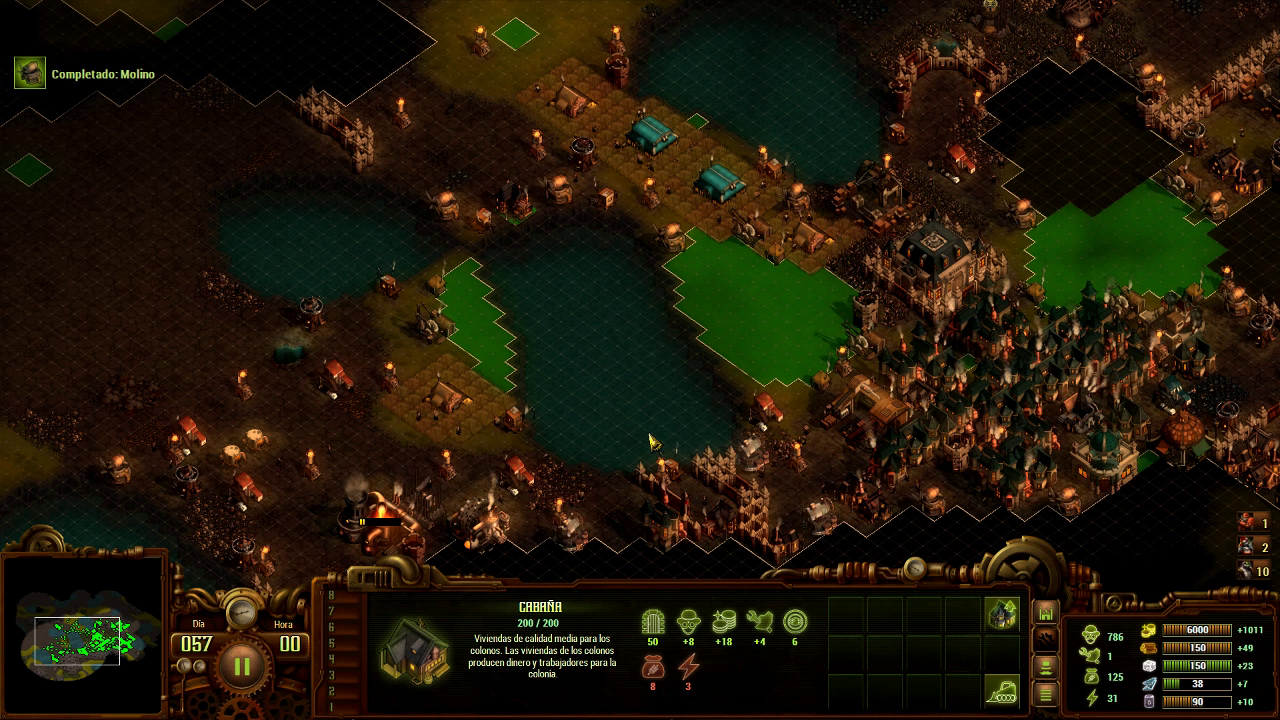 Completado: Molino
1
2
10
Día
Hora
057
00
8
7
6
5
4
3
2
1
CABAÑA
200 / 200
Viviendas de calidad media para los
colonos. Las viviendas de los colonos
producen dinero y trabajadores para la
colonia.
50 +8 +18 +4 6
8 3
786 6000 +1011
1 150 +49
125 150 +23
31 38 +7
90 +10